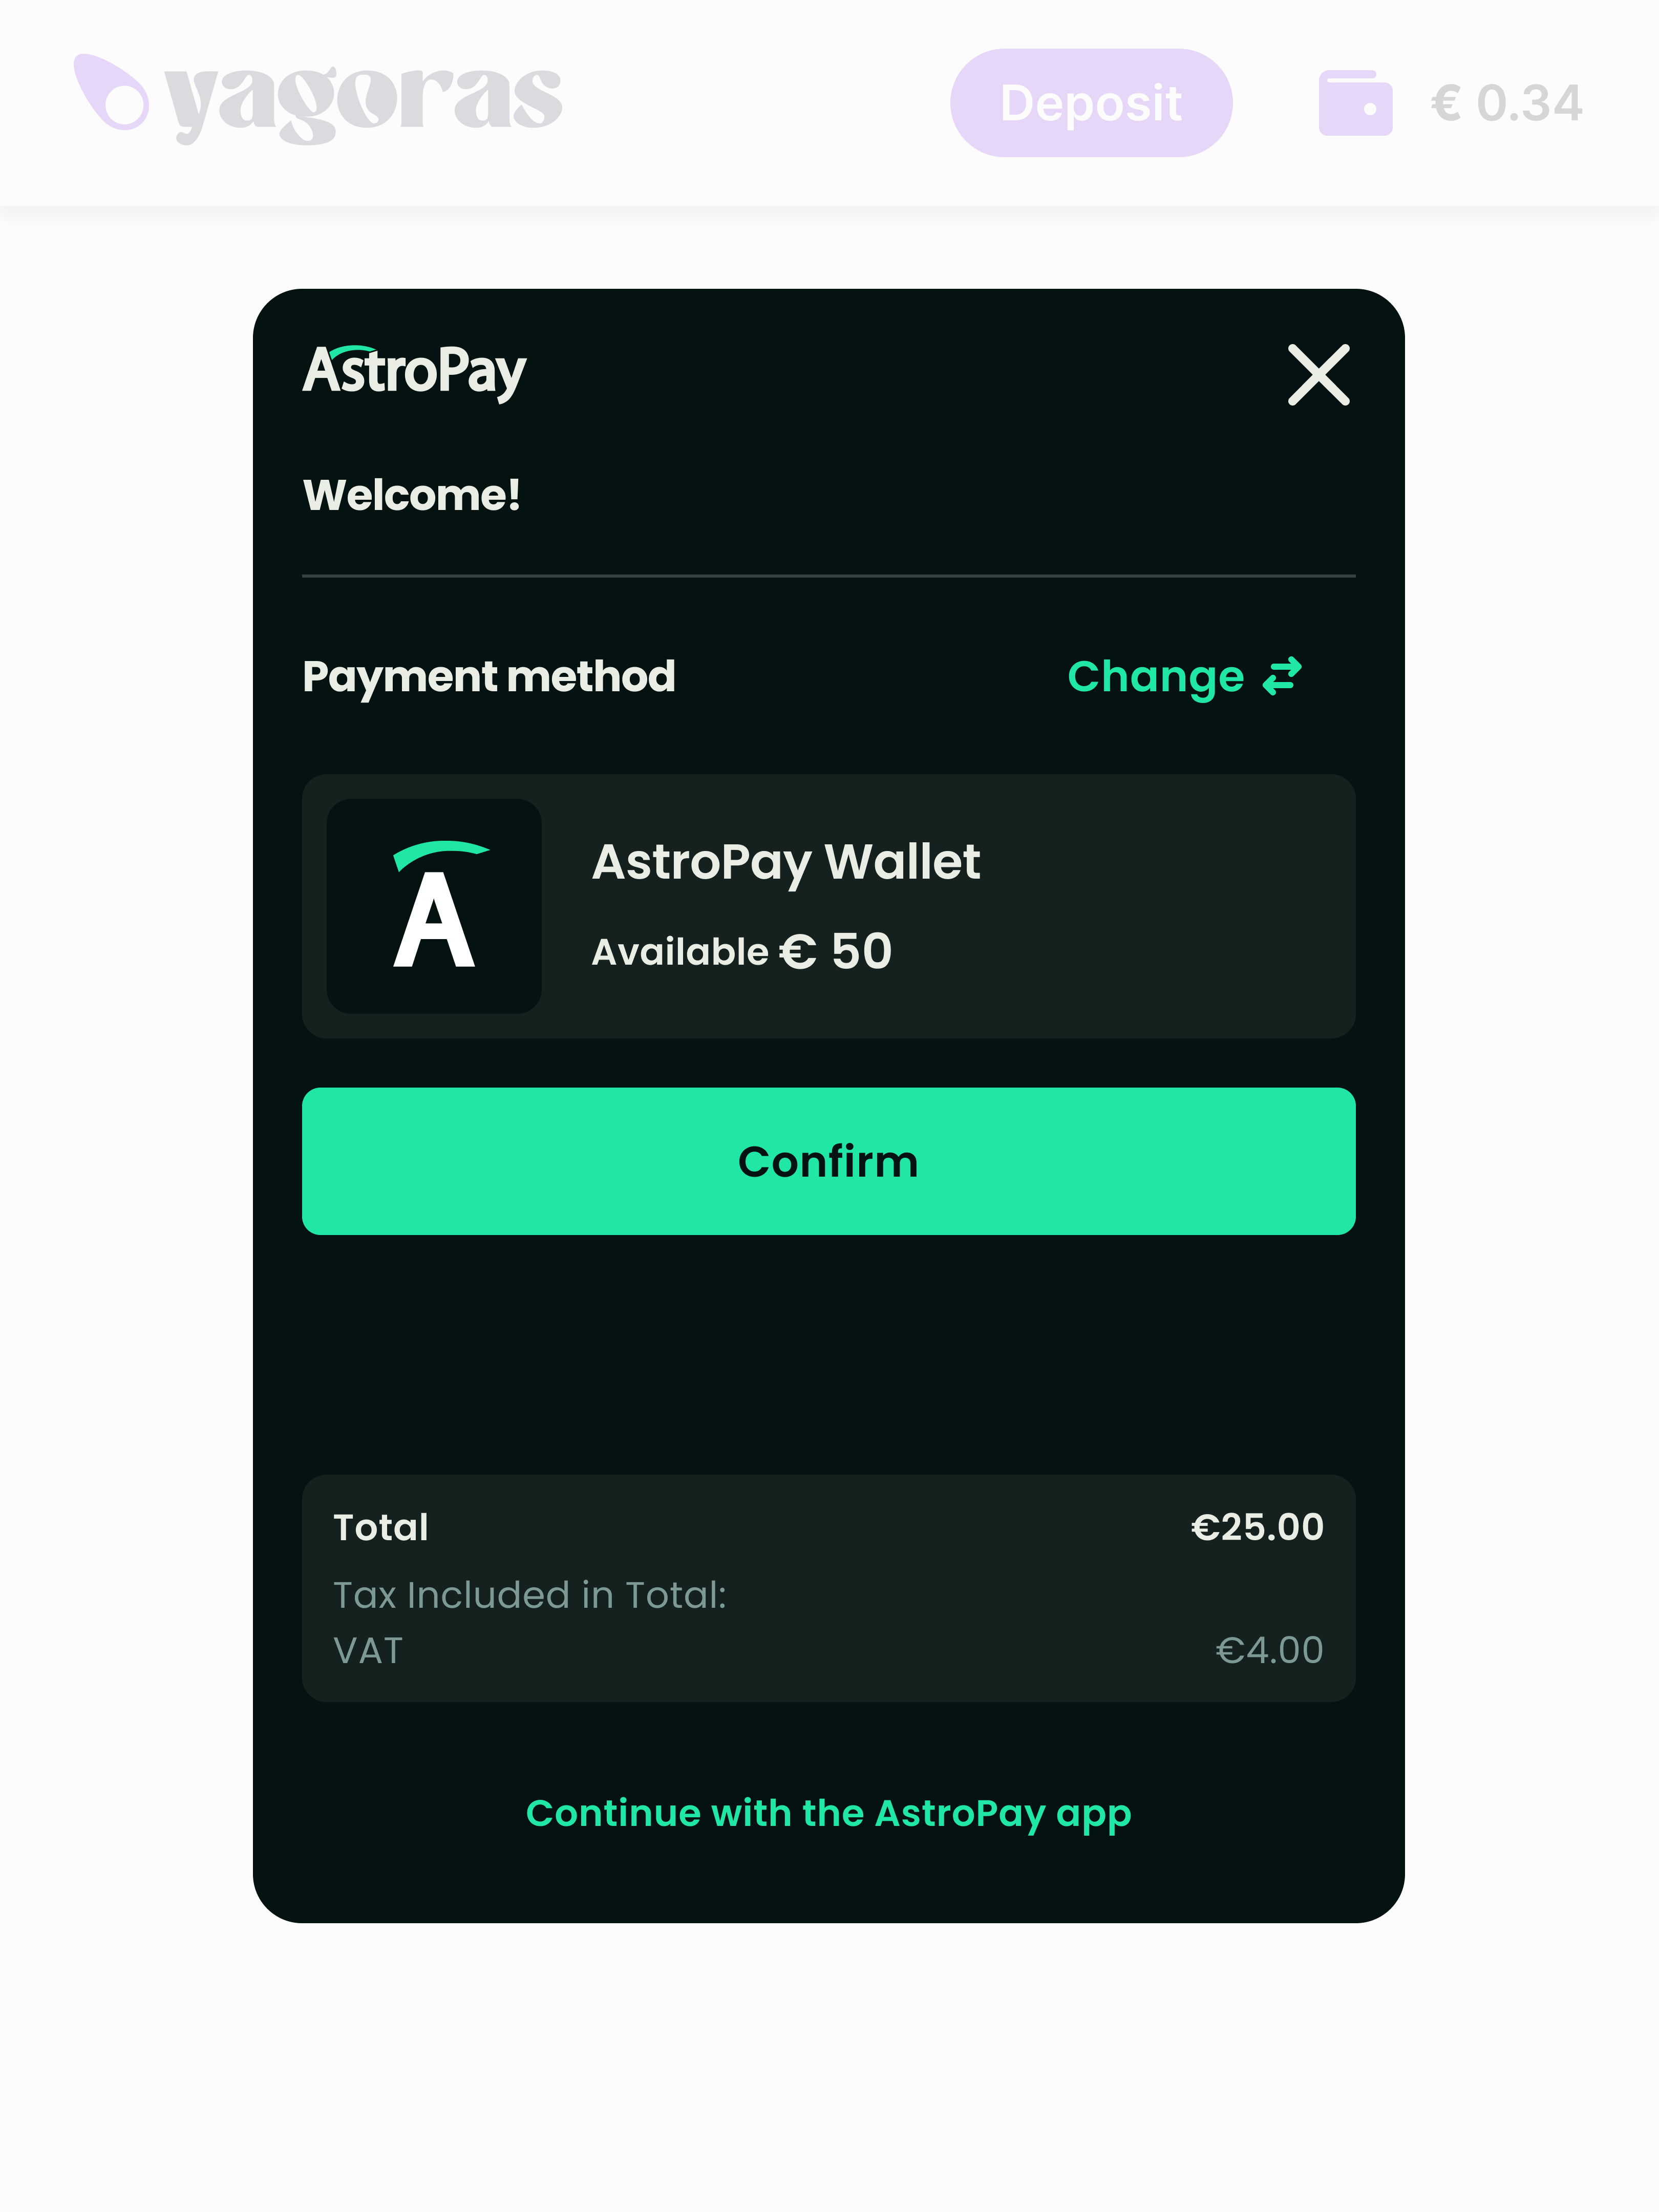 yagoras
Deposit
€ 0.34
AstroPay
Welcome!
Payment method
Change
A
AstroPay Wallet
Available € 50
Confirm
Total €25.00
Tax Included in Total:
VAT €4.00
Continue with the AstroPay app